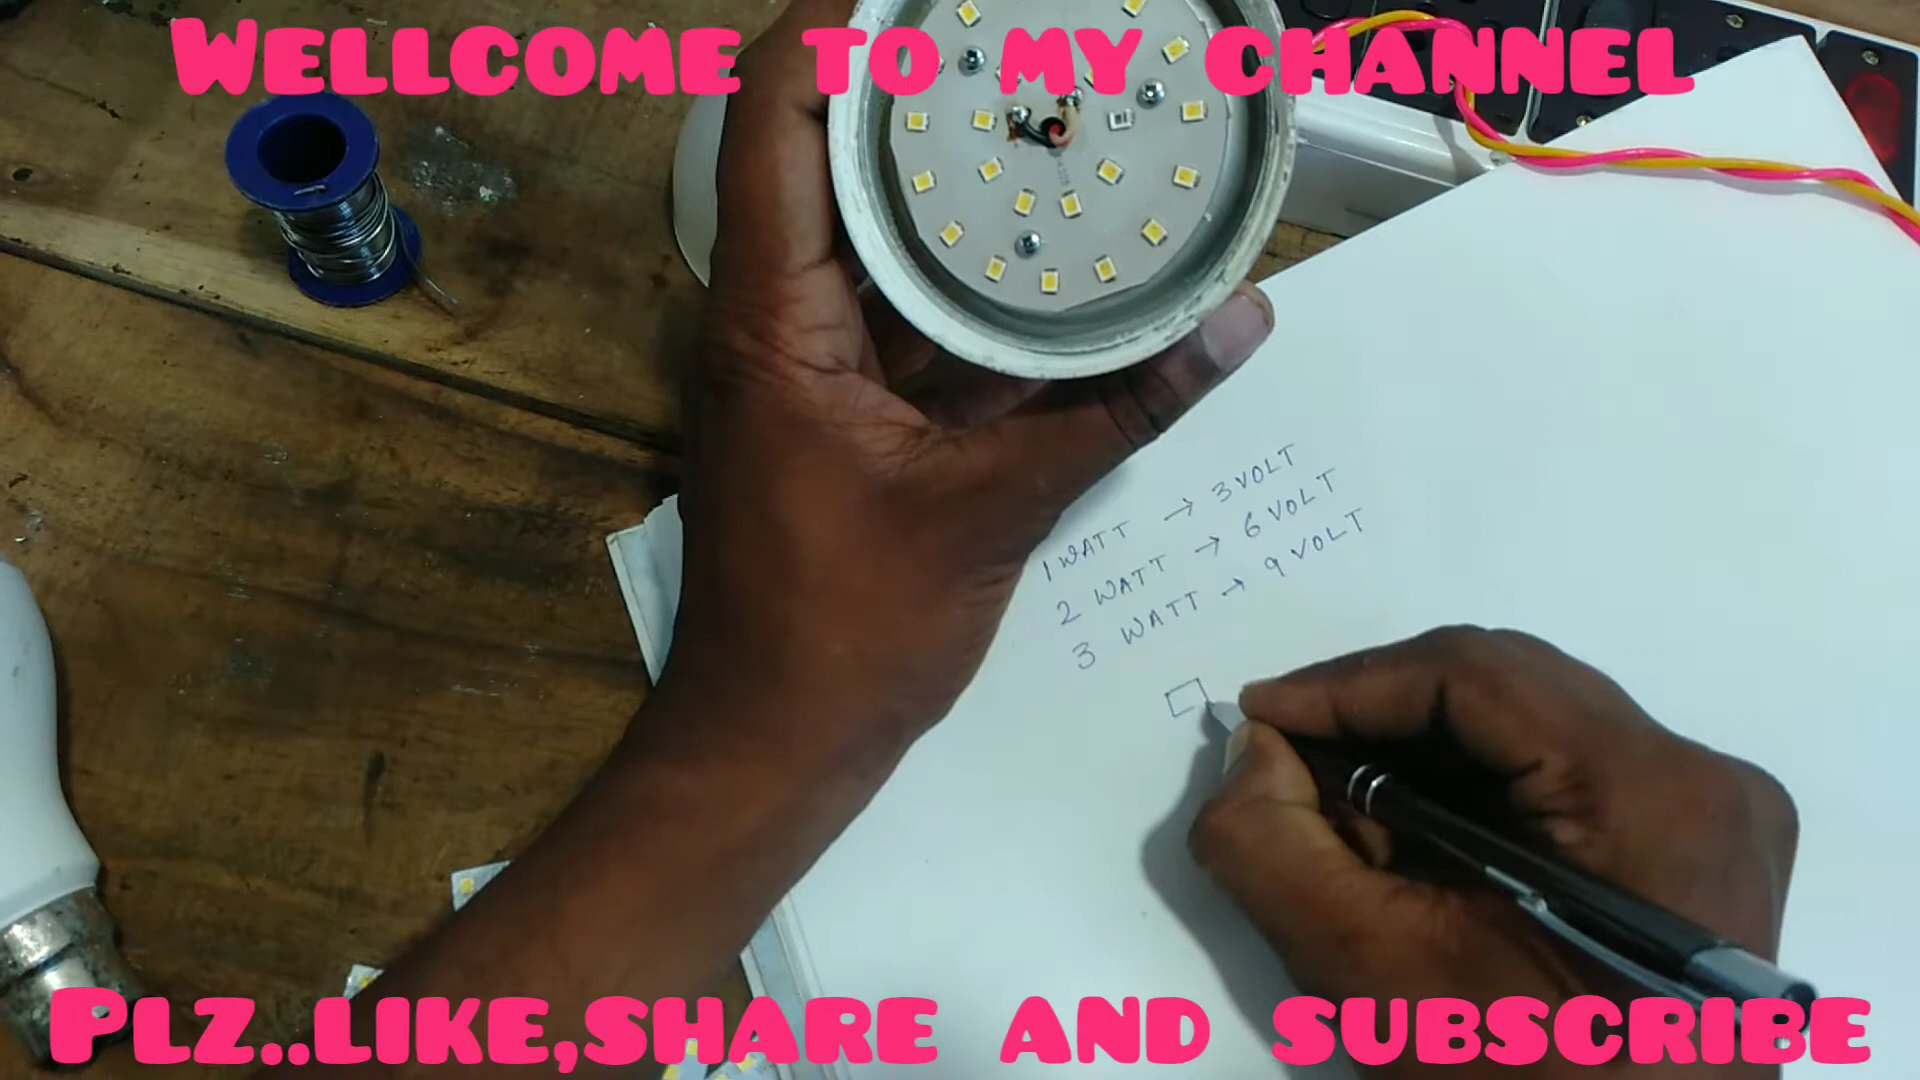 Wellcome to my channel
1 WATT → 3 VOLT
2 WATT → 6 VOLT
3 WATT → 9 VOLT
Plz..like,share and subscribe